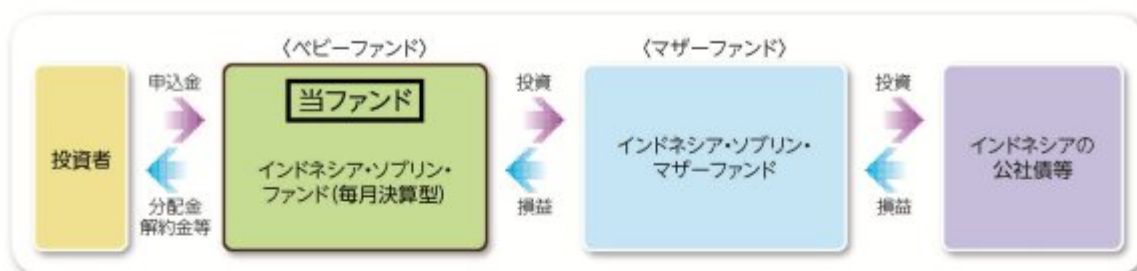 〈ベビーファンド〉
〈マザーファンド〉
投資者
申込金
分配金
解約金等
当ファンド
インドネシア・ソブリン・
ファンド(毎月決算型)
投資
損益
インドネシア・ソブリン・
マザーファンド
投資
損益
インドネシアの
公社債等